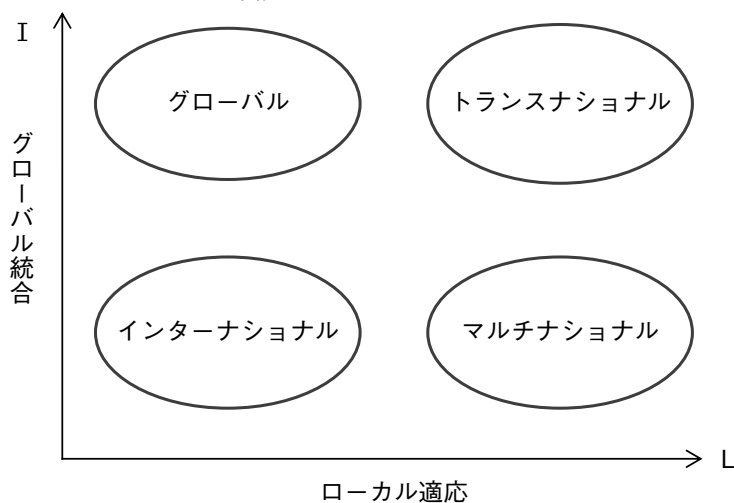 I
グローバル
トランスナショナル
グローバル統合
インターナショナル
マルチナショナル
L
ローカル適応